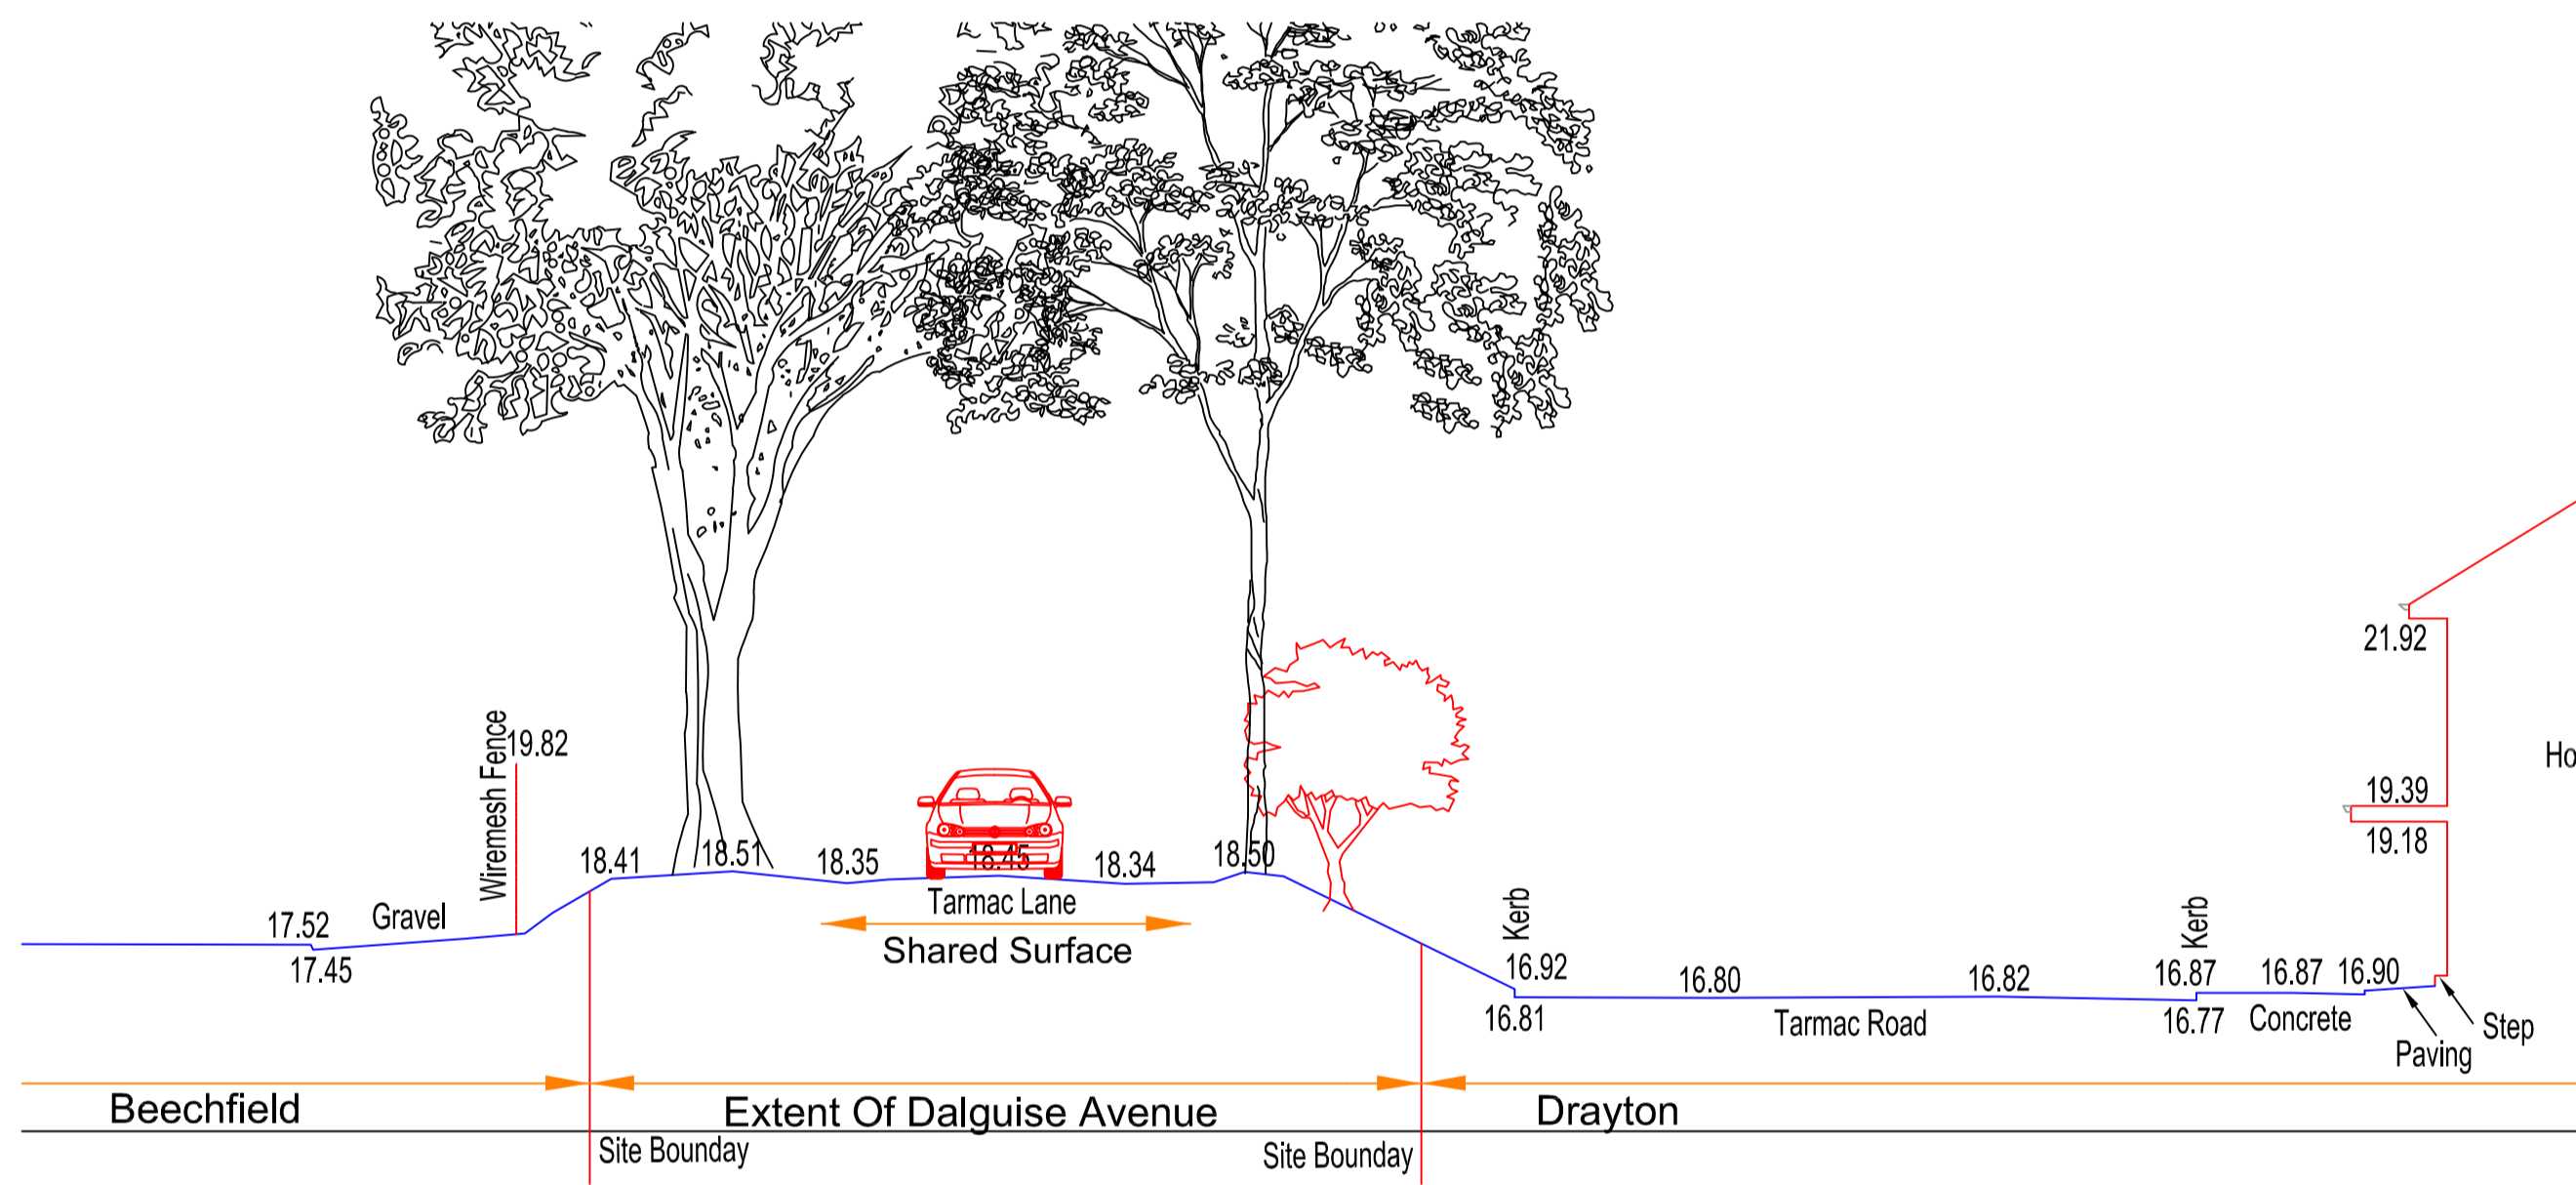 21.92
Wiremesh Fence
19.82
Ho
19.39
19.18
18.41
18.51
18.35
18.45
18.34
18.50
Tarmac Lane
Shared Surface
17.52
Gravel
17.45
Kerb
16.92
16.81
16.80
Tarmac Road
16.82
Kerb
16.87
16.77
16.87
16.90
Concrete
Paving
Step
Beechfield
Extent Of Dalguise Avenue
Drayton
Site Bounday
Site Bounday